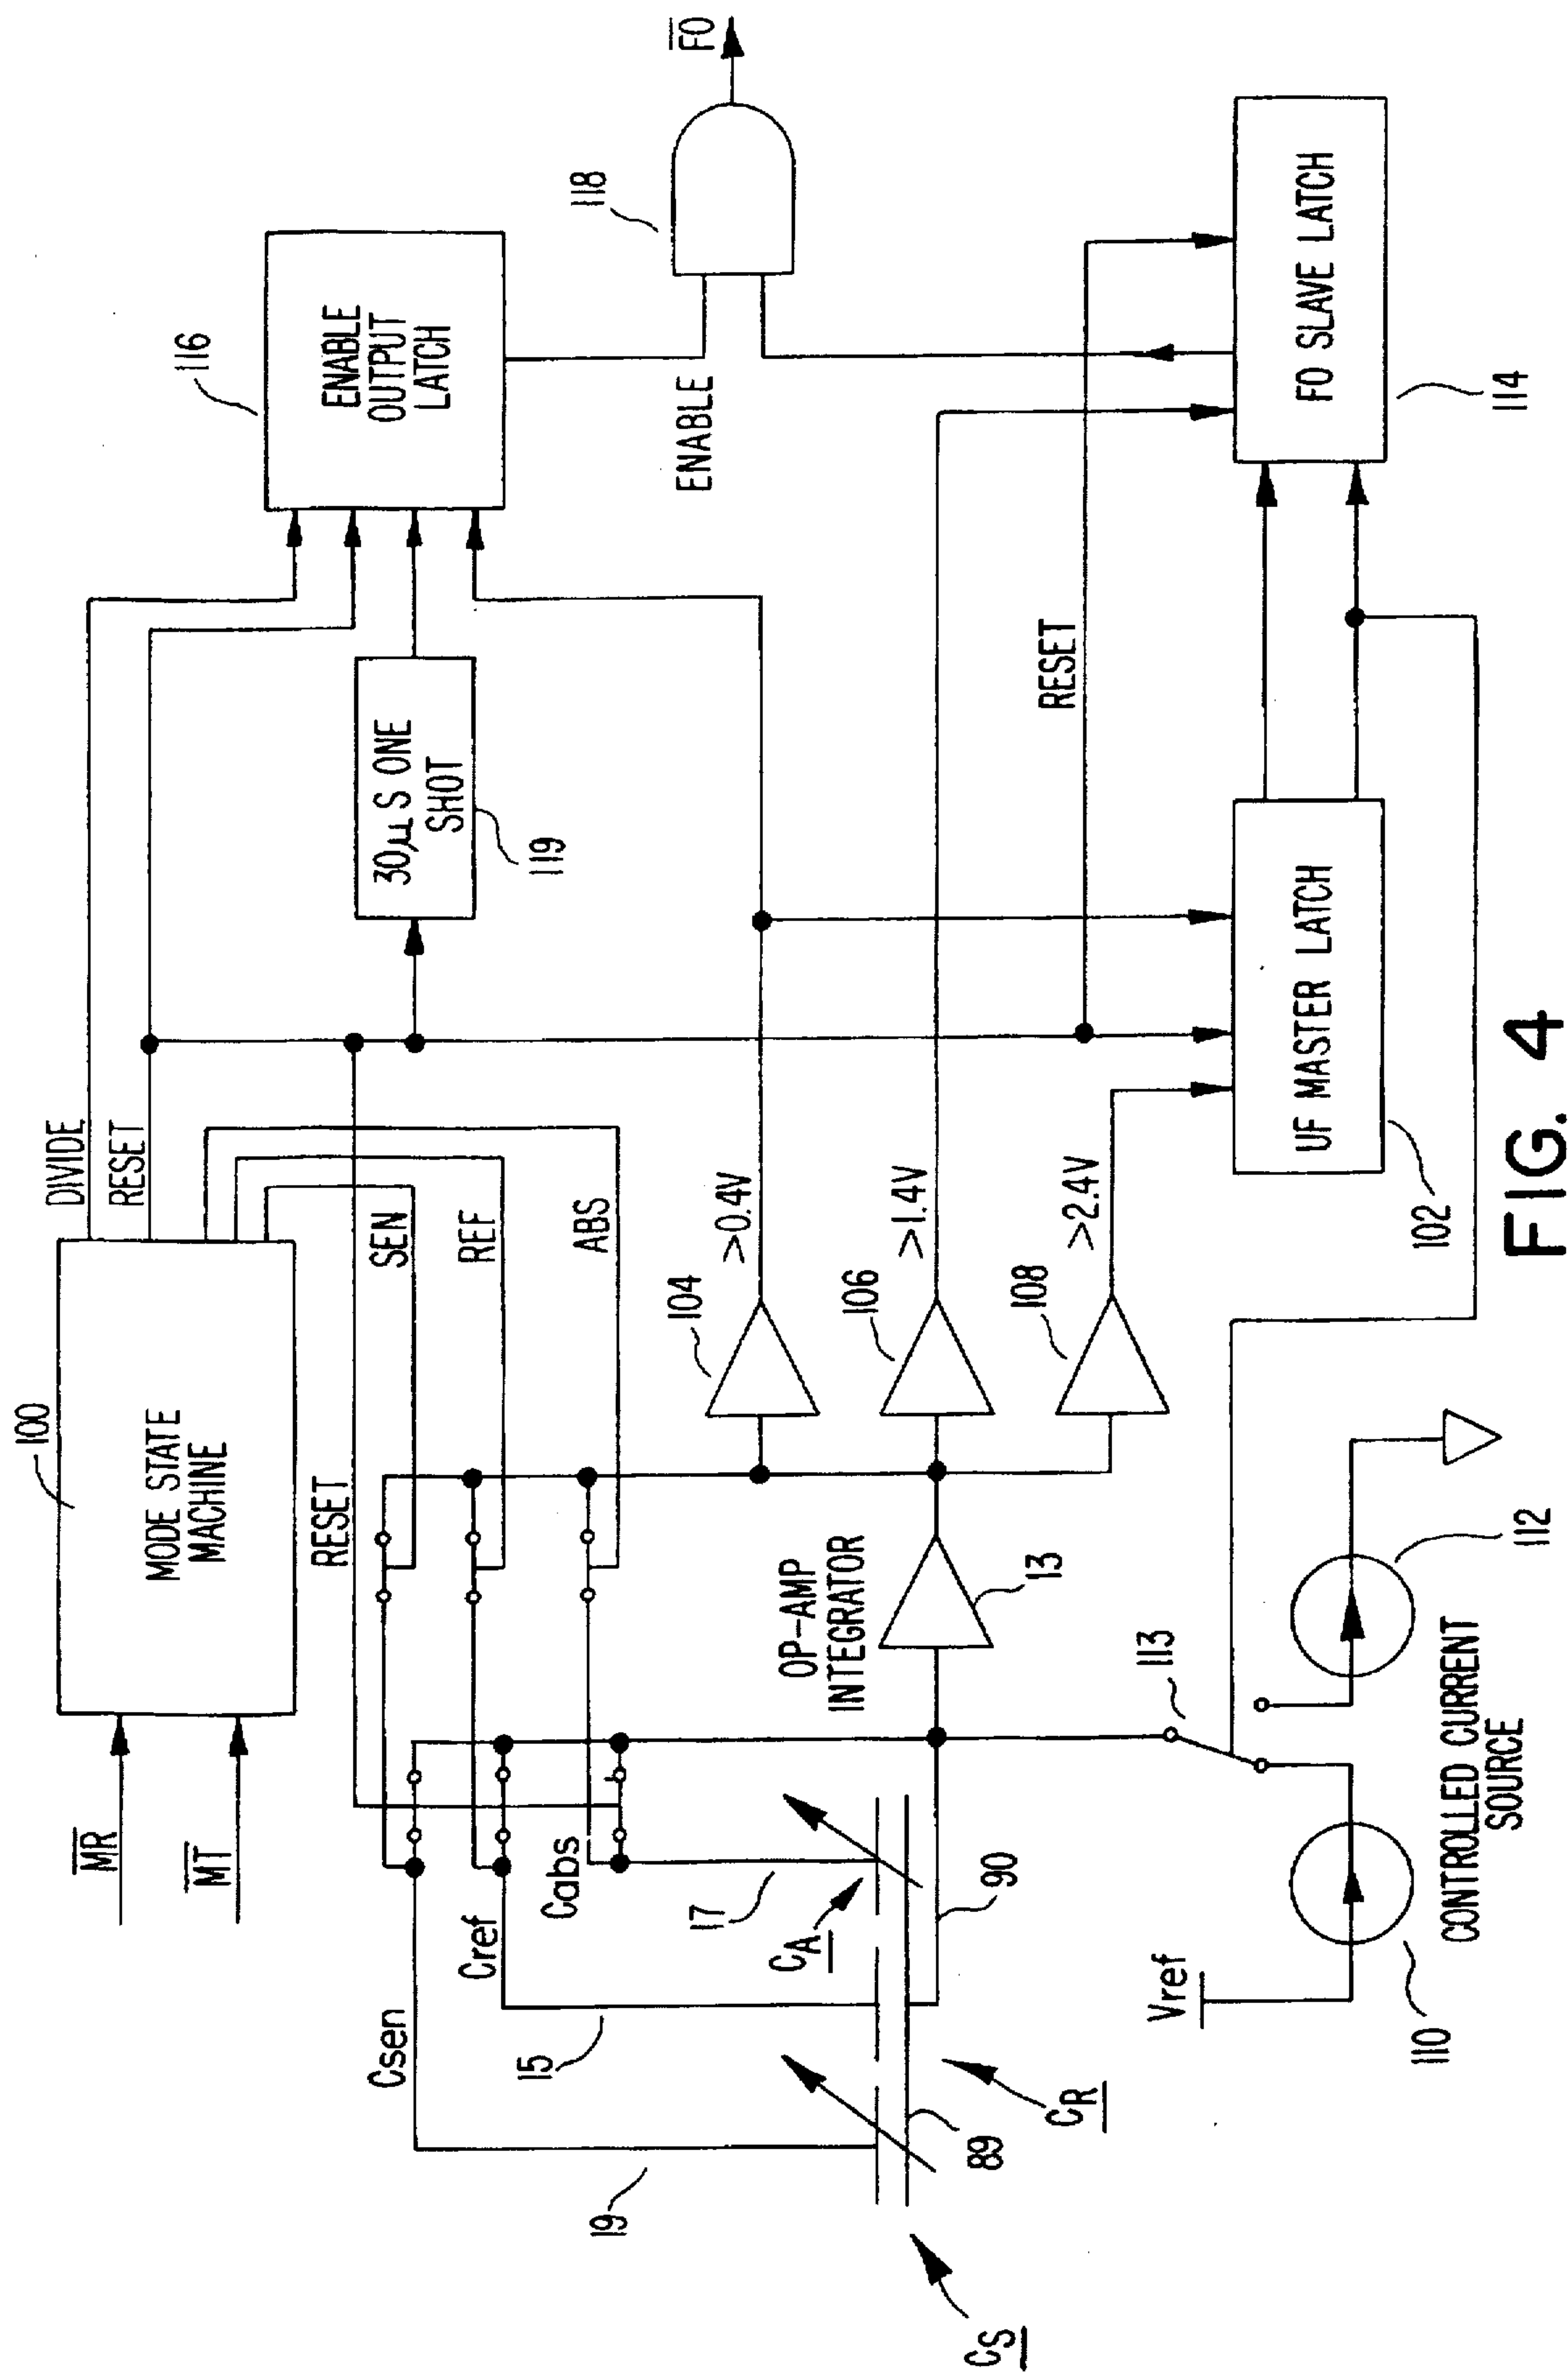 M̅R̅
M̅T̅
100
MODE STATE
MACHINE
DIVIDE
RESET
SEN
REF
ABS
RESET
30µS ONE
SHOT
119
116
ENABLE
OUTPUT
LATCH
ENABLE
118
F̅O̅
Csen
Cref
Cabs
19
15
17
CA
CR
CS
89
90
OP-AMP
INTEGRATOR
13
104
>0.4V
106
>1.4V
108
>2.4V
RESET
UF MASTER LATCH
102
FO SLAVE LATCH
114
113
Vref
110
112
CONTROLLED CURRENT
SOURCE
FIG. 4